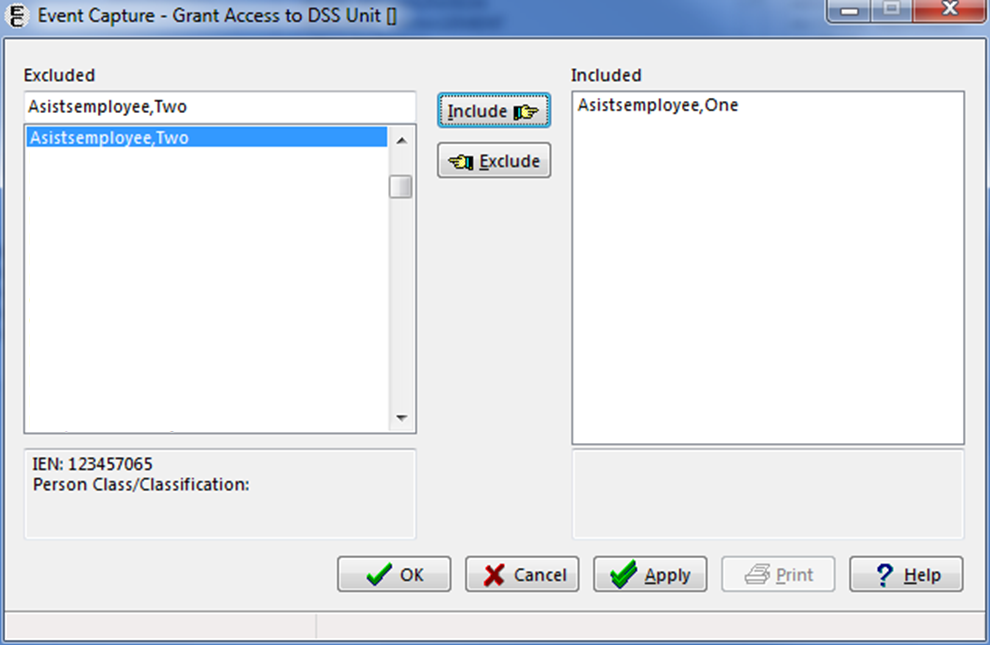 Event Capture - Grant Access to DSS Unit []
Excluded
Included
Asistsemployee,Two
Asistsemployee,Two
Include
Exclude
Asistsemployee,One
IEN: 123457065
Person Class/Classification:
OK
Cancel
Apply
Print
Help